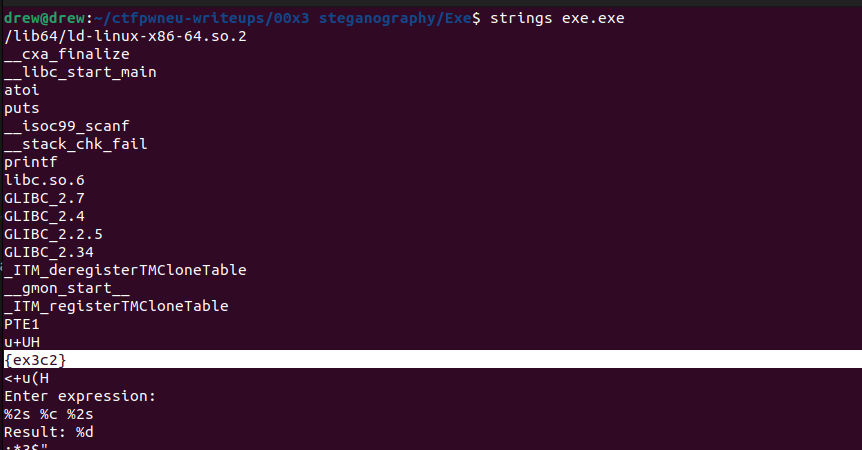 drew@drew:~/ctfpwneu-writeups/00x3 steganography/Exe$ strings exe.exe
/lib64/ld-linux-x86-64.so.2
__cxa_finalize
__libc_start_main
atoi
puts
__isoc99_scanf
__stack_chk_fail
printf
libc.so.6
GLIBC_2.7
GLIBC_2.4
GLIBC_2.2.5
GLIBC_2.34
_ITM_deregisterTMCloneTable
__gmon_start__
_ITM_registerTMCloneTable
PTE1
u+UH
{ex3c2}
<+u(H
Enter expression:
%2s %c %2s
Result: %d
:*3$"